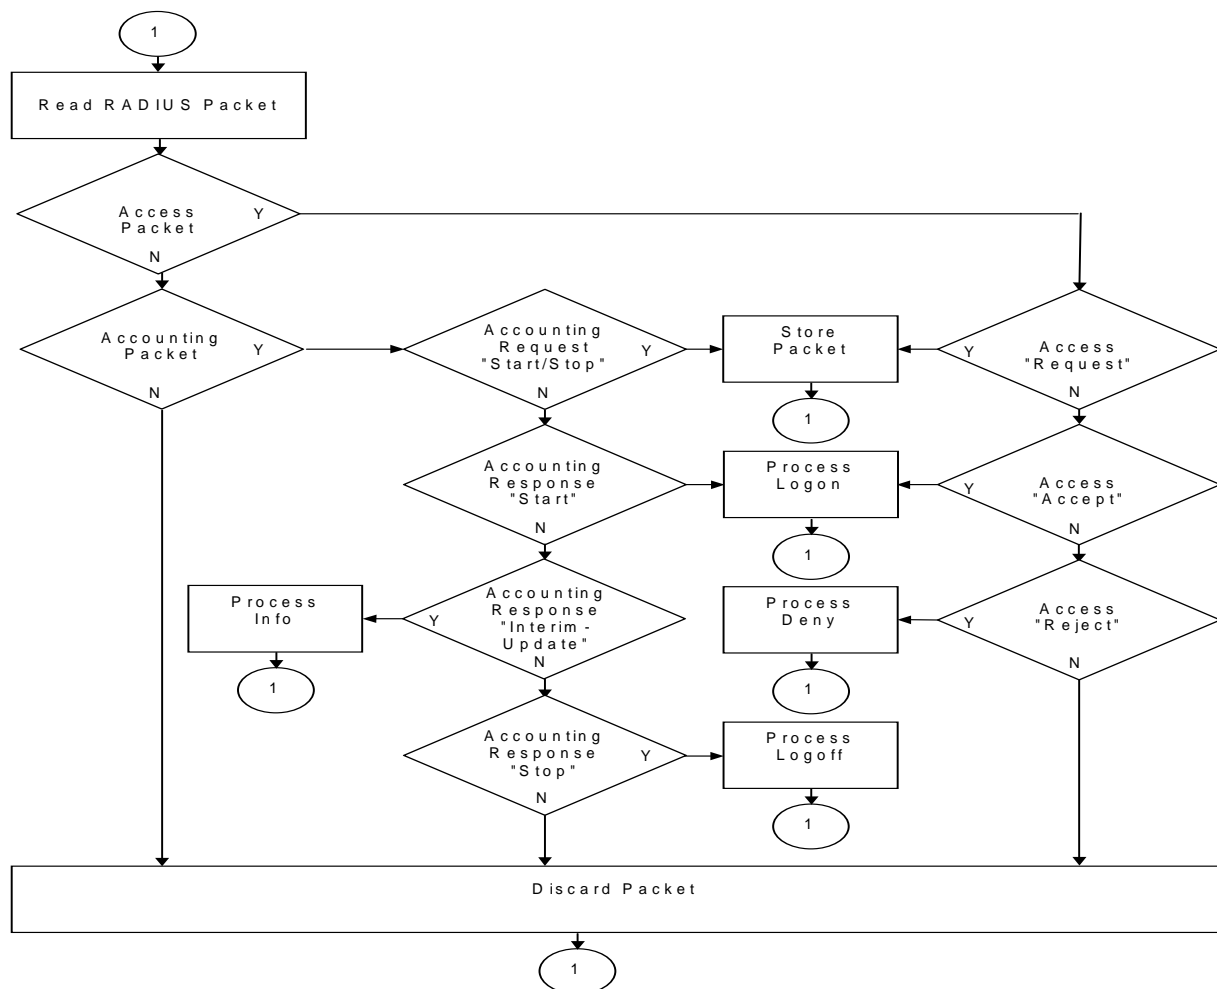 1
Read RADIUS Packet
Access
Packet
Y
N
Accounting
Packet
Y
N
Accounting
Request
"Start/Stop"
Y
N
Store
Packet
1
Y
Access
"Request"
N
Accounting
Response
"Start"
N
Process
Logon
1
Y
Access
"Accept"
N
Process
Info
1
Accounting
Response
"Interim-
Update"
Y
N
Process
Deny
1
Y
Access
"Reject"
N
Accounting
Response
"Stop"
Y
N
Process
Logoff
1
Discard Packet
1